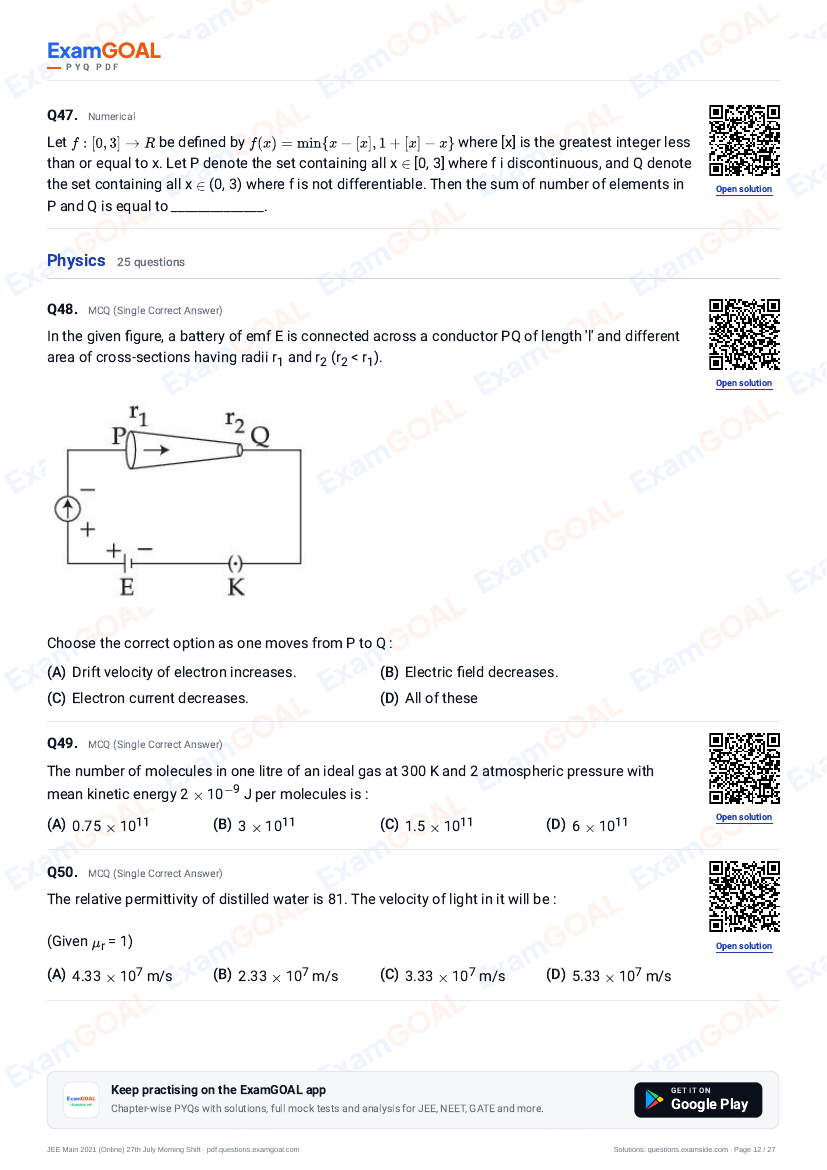 ExamGOAL
PYQ PDF
Q47. Numerical
Let f : [0, 3] → R be defined by f(x) = min{x − [x], 1 + [x] − x} where [x] is the greatest integer less
than or equal to x. Let P denote the set containing all x ∈ [0, 3] where f i discontinuous, and Q denote
the set containing all x ∈ (0, 3) where f is not differentiable. Then the sum of number of elements in
P and Q is equal to ______________.
Open solution
Physics 25 questions
Q48. MCQ (Single Correct Answer)
In the given figure, a battery of emf E is connected across a conductor PQ of length 'l' and different
area of cross-sections having radii r₁ and r₂ (r₂ < r₁).
Open solution
r₁
r₂
P
Q
−
+
+ −
E
K
Choose the correct option as one moves from P to Q :
(A) Drift velocity of electron increases. (B) Electric field decreases.
(C) Electron current decreases. (D) All of these
Q49. MCQ (Single Correct Answer)
The number of molecules in one litre of an ideal gas at 300 K and 2 atmospheric pressure with
mean kinetic energy 2 × 10⁻⁹ J per molecules is :
(A) 0.75 × 10¹¹ (B) 3 × 10¹¹ (C) 1.5 × 10¹¹ (D) 6 × 10¹¹
Open solution
Q50. MCQ (Single Correct Answer)
The relative permittivity of distilled water is 81. The velocity of light in it will be :
(Given μᵣ = 1)
Open solution
(A) 4.33 × 10⁷ m/s (B) 2.33 × 10⁷ m/s (C) 3.33 × 10⁷ m/s (D) 5.33 × 10⁷ m/s
ExamGOAL
Keep practising on the ExamGOAL app
Chapter-wise PYQs with solutions, full mock tests and analysis for JEE, NEET, GATE and more.
GET IT ON
Google Play
JEE Main 2021 (Online) 27th July Morning Shift · pdf.questions.examgoal.com
Solutions: questions.examside.com · Page 12 / 27